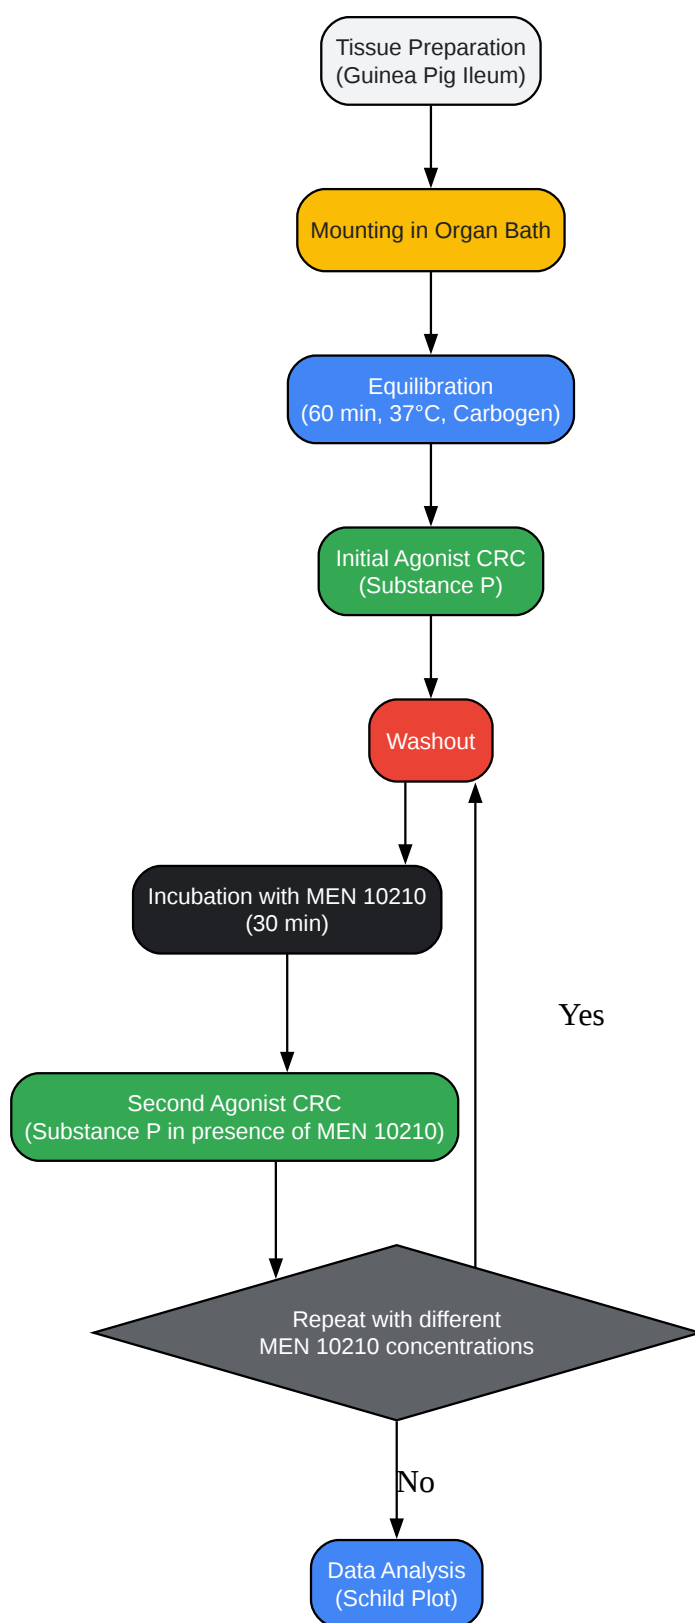 Tissue Preparation
(Guinea Pig Ileum)
Mounting in Organ Bath
Equilibration
(60 min, 37°C, Carbogen)
Initial Agonist CRC
(Substance P)
Washout
Incubation with MEN 10210
(30 min)
Yes
Second Agonist CRC
(Substance P in presence of MEN 10210)
Repeat with different
MEN 10210 concentrations
No
Data Analysis
(Schild Plot)